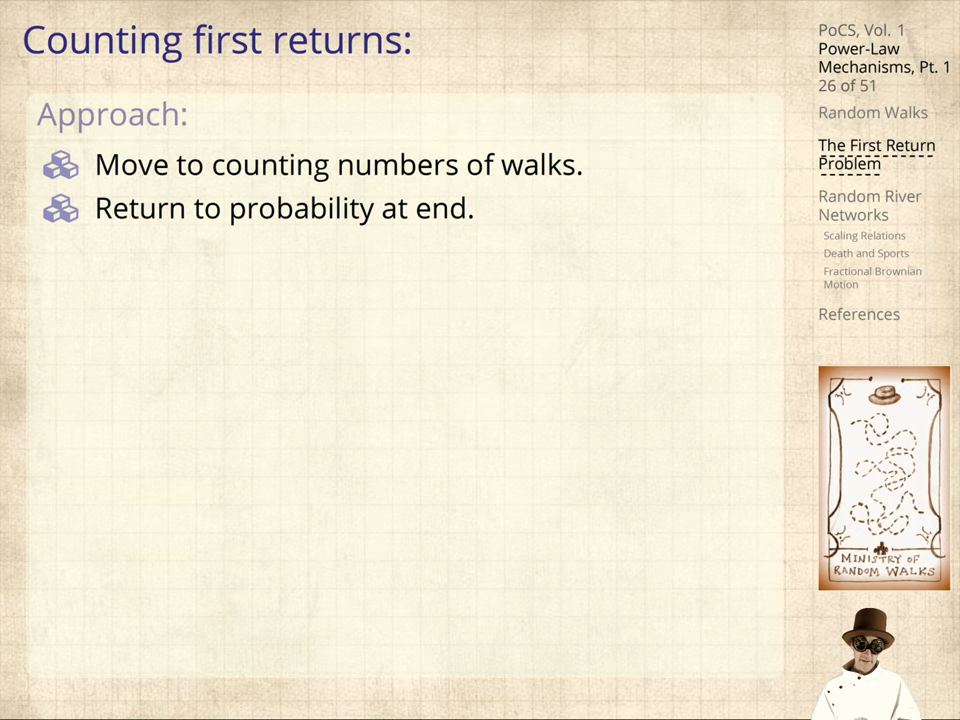 Counting first returns:
Approach:
Move to counting numbers of walks.
Return to probability at end.
PoCS, Vol. 1
Power-Law
Mechanisms, Pt. 1
26 of 51
Random Walks
The First Return
Problem
Random River
Networks
Scaling Relations
Death and Sports
Fractional Brownian
Motion
References
MINISTRY OF
RANDOM WALKS